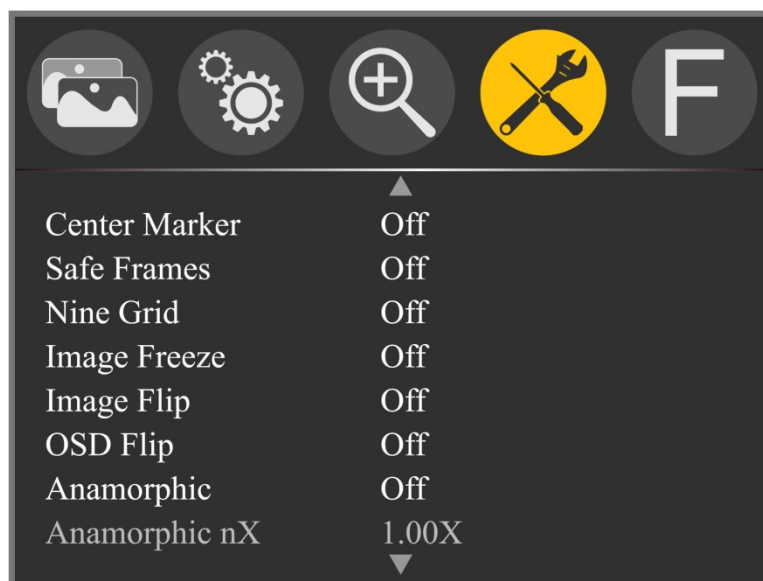 F
Center Marker Off
Safe Frames Off
Nine Grid Off
Image Freeze Off
Image Flip Off
OSD Flip Off
Anamorphic Off
Anamorphic nX 1.00X